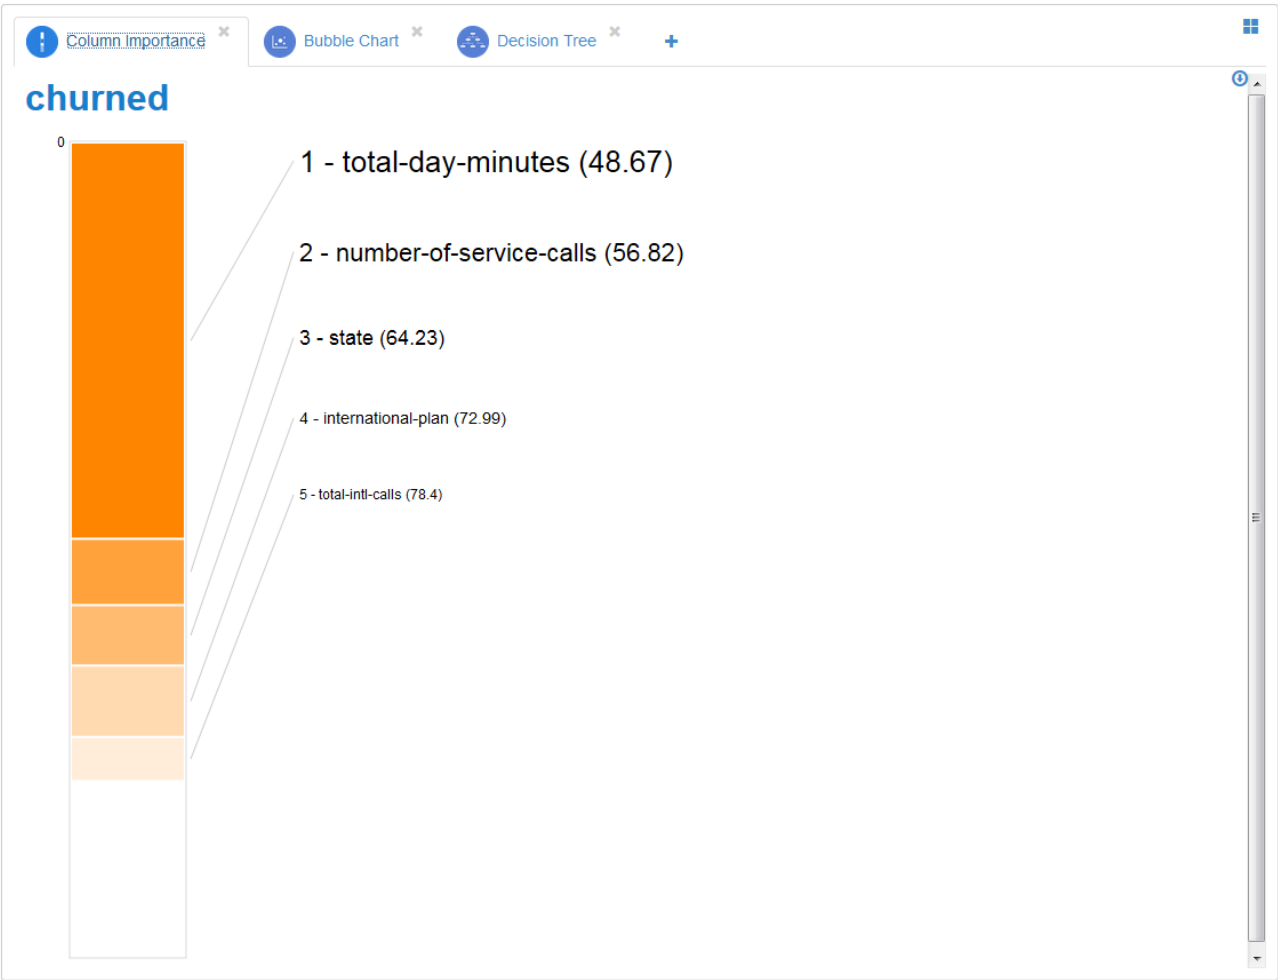 Column Importance
Bubble Chart
Decision Tree
churned
0
1 - total-day-minutes (48.67)
2 - number-of-service-calls (56.82)
3 - state (64.23)
4 - international-plan (72.99)
5 - total-intl-calls (78.4)